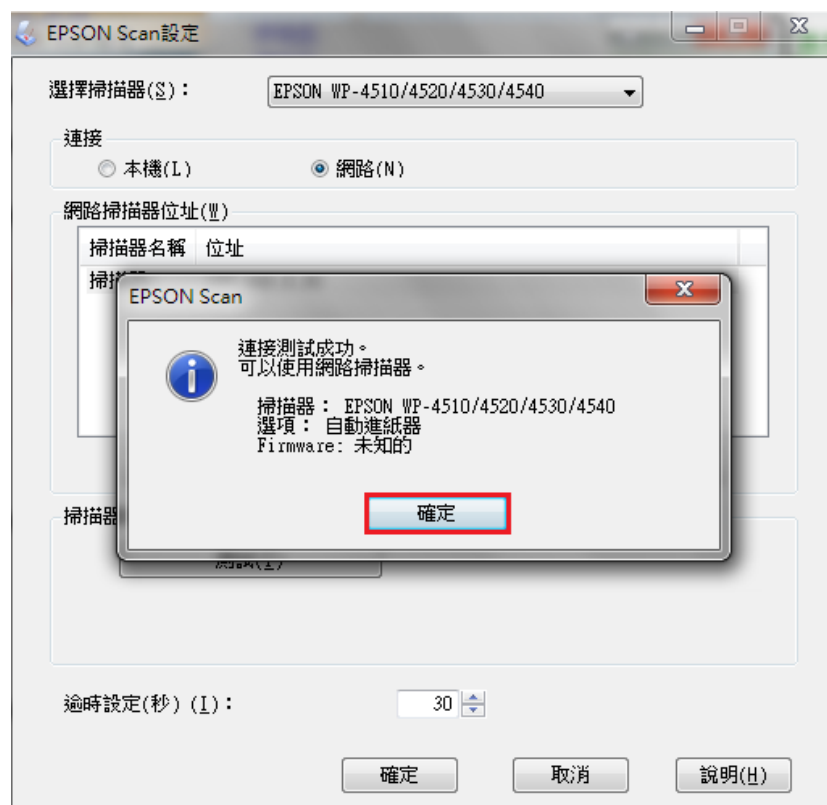 EPSON Scan設定
選擇掃描器(S)：
EPSON WP-4510/4520/4530/4540
連接
本機(L)
網路(N)
網路掃描器位址(W)
掃描器名稱 位址
EPSON Scan
連接測試成功。
可以使用網路掃描器。
掃描器： EPSON WP-4510/4520/4530/4540
選項： 自動進紙器
Firmware: 未知的
確定
掃描器
逾時設定(秒) (I)：
30
確定
取消
說明(H)